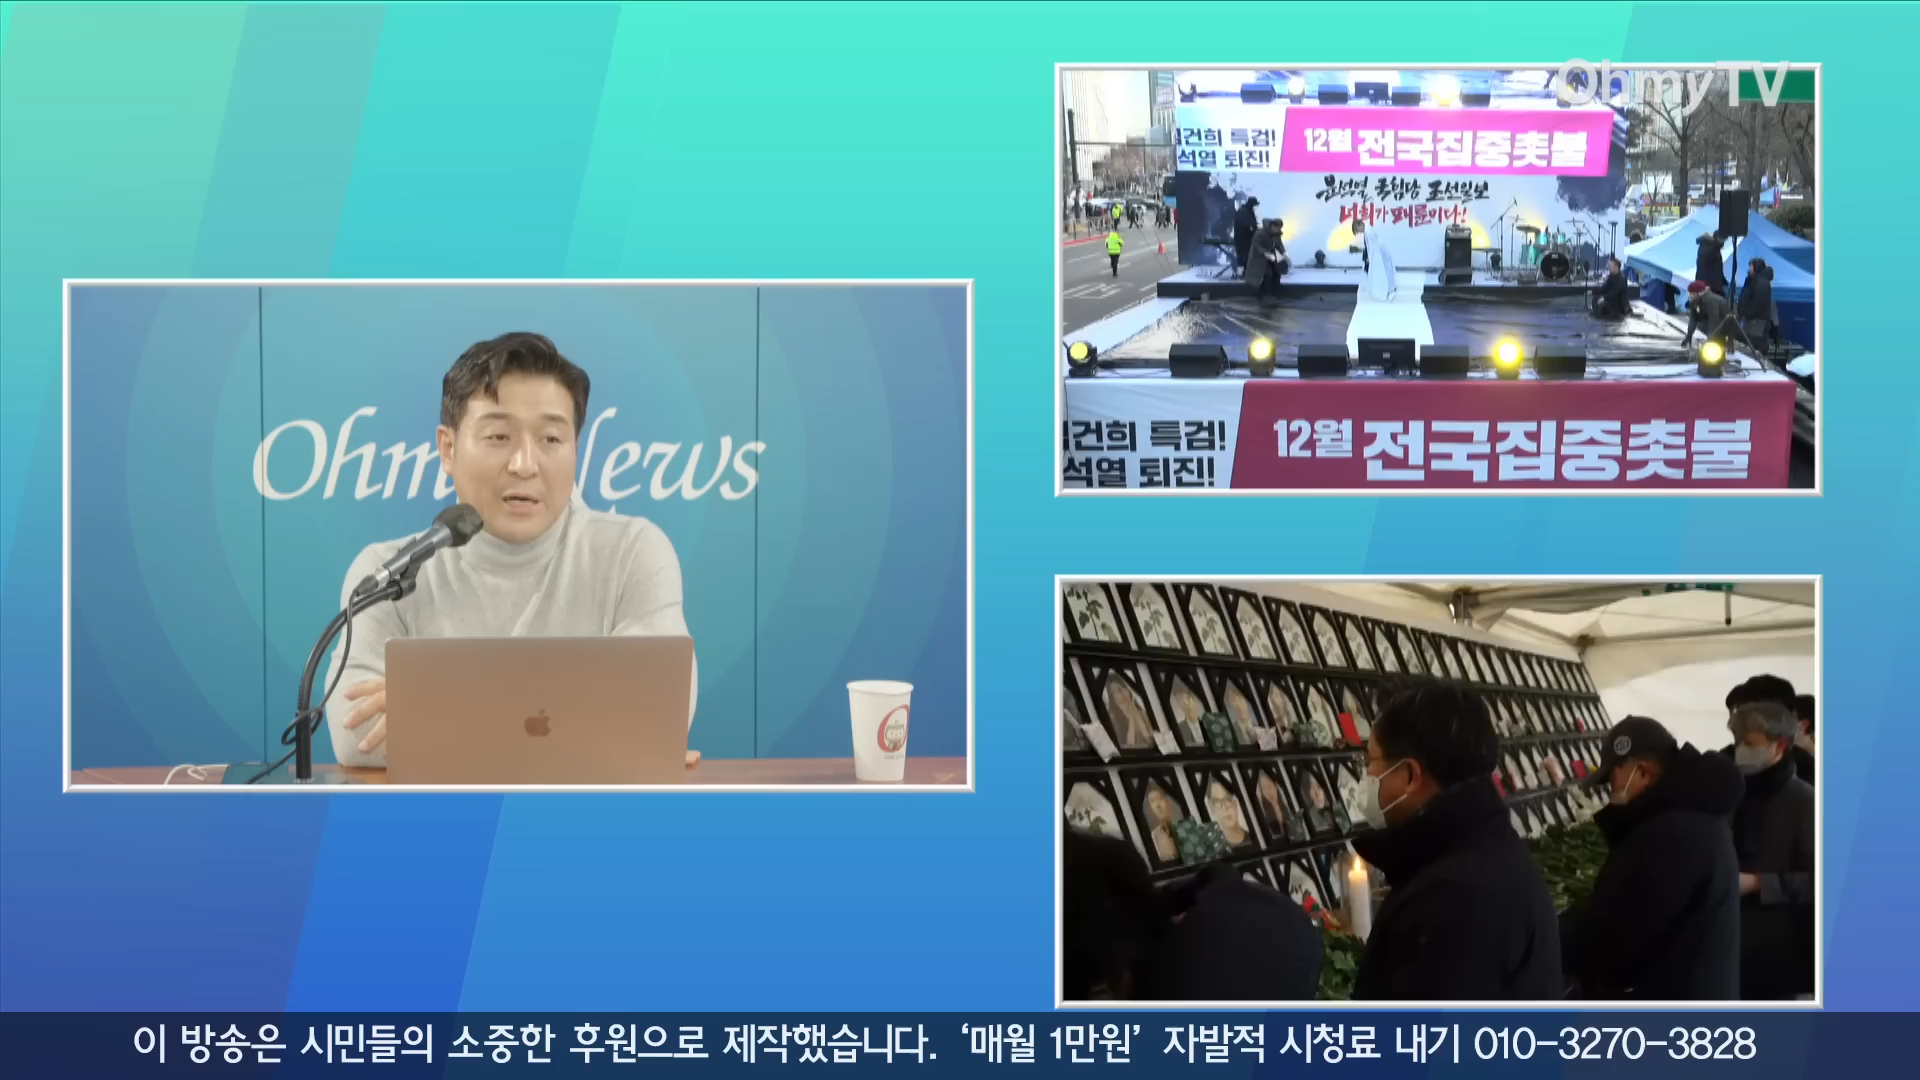 OhmyTV
건희 특검!
석열 퇴진!
12월 전국집중촛불
윤석열 국힘당 조선일보
너희가 패륜이다!
건희 특검!
석열 퇴진!
12월 전국집중촛불
Ohmy News
이 방송은 시민들의 소중한 후원으로 제작했습니다. ‘매월 1만원’ 자발적 시청료 내기 010-3270-3828